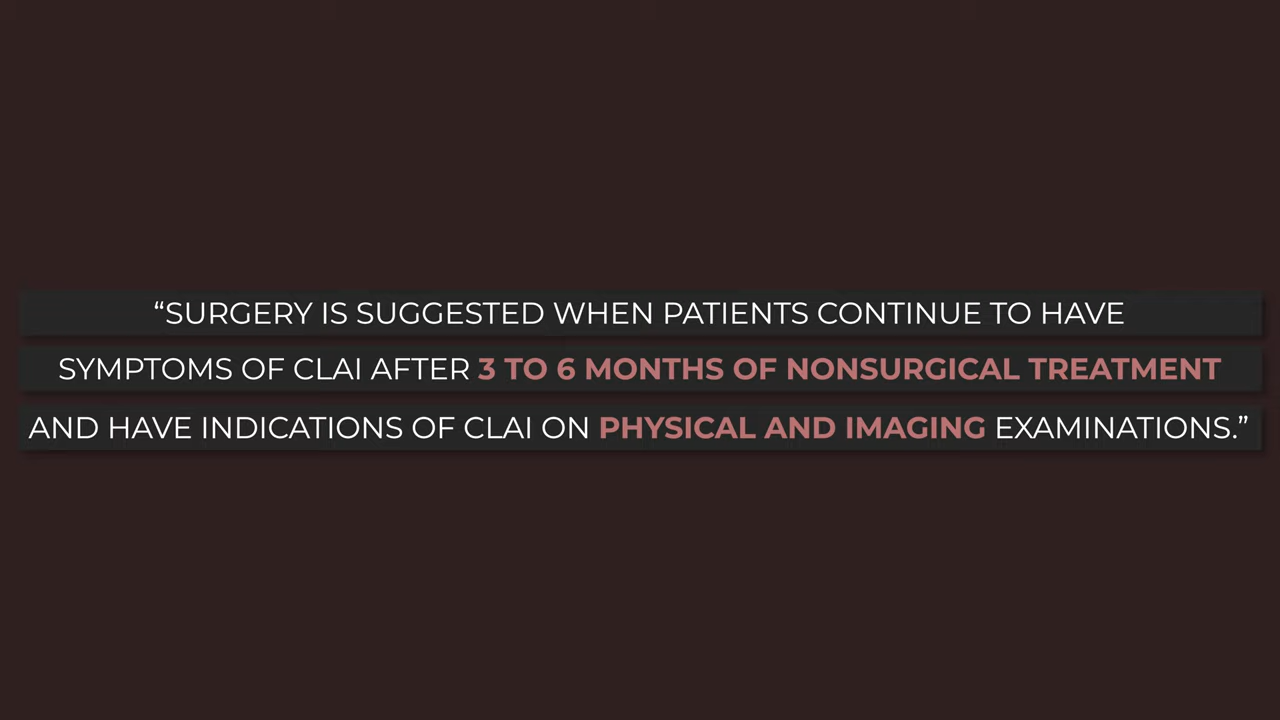 “SURGERY IS SUGGESTED WHEN PATIENTS CONTINUE TO HAVE
SYMPTOMS OF CLAI AFTER 3 TO 6 MONTHS OF NONSURGICAL TREATMENT
AND HAVE INDICATIONS OF CLAI ON PHYSICAL AND IMAGING EXAMINATIONS.”